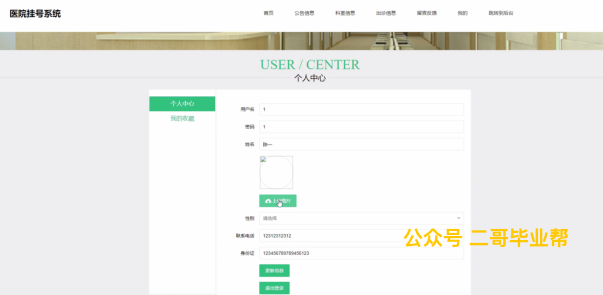 医院挂号系统
首页 公告信息 科室信息 出诊信息 留言反馈 我的 跳转到后台
USER / CENTER
个人中心
个人中心
我的收藏
用户名 1
密码 1
姓名
上传图片
性别 请选择
联系电话 12312312312
身份证 123456789789456123
更新信息
退出登录
公众号 二哥毕业帮